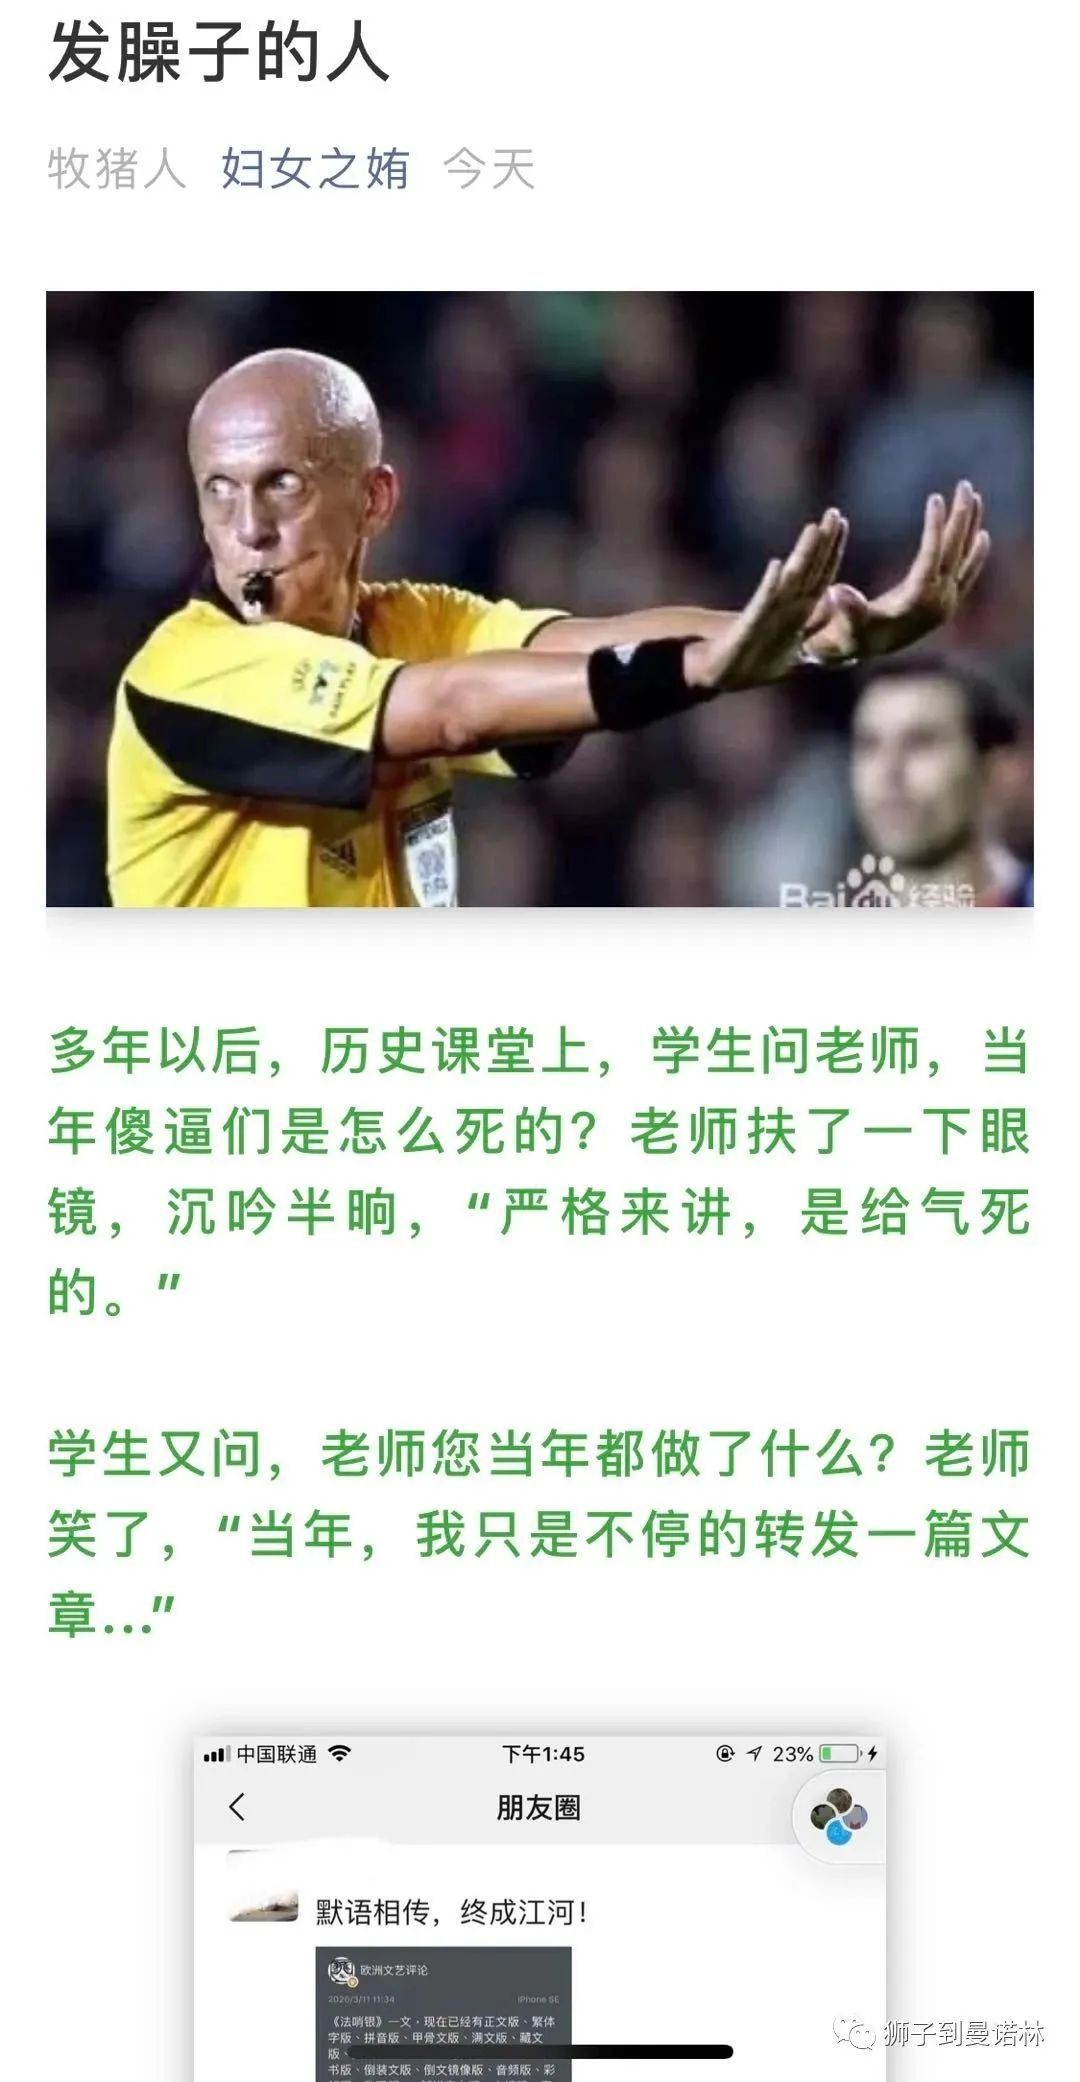 发臊子的人
牧猪人 妇女之姷 今天
Bai du 经验
多年以后，历史课堂上，学生问老师，当
年傻逼们是怎么死的？老师扶了一下眼
镜，沉吟半晌，“严格来讲，是给气死
的。”
学生又问，老师您当年都做了什么？老师
笑了，“当年，我只是不停的转发一篇文
章...”
中国联通 下午1:45 23%
朋友圈
默语相传，终成江河！
欧洲文艺评论
2020/3/11 11:34 iPhone SE
《法哨银》一文，现在已经有正文版、繁体
字版、拼音版、甲骨文版、满文版、藏文
版、
书版、倒装文版、倒文镜像版、音频版、彩
狮子到曼诺林